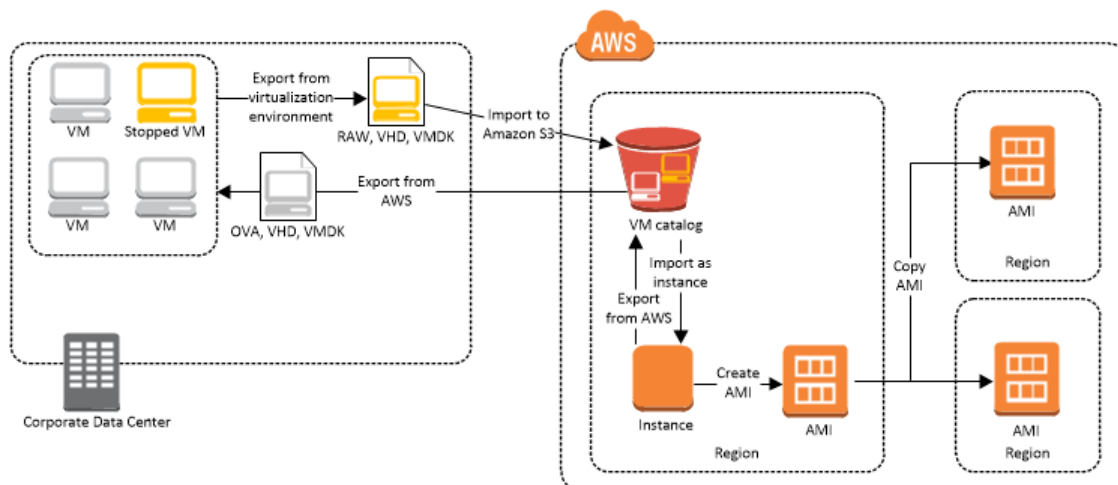 AWS
VM
Stopped VM
Export from
virtualization
environment
RAW, VHD, VMDK
Import to
Amazon S3
VM
VM
OVA, VHD, VMDK
Export from
AWS
VM catalog
Import as
instance
Export
from AWS
Instance
Create
AMI
AMI
Region
Copy
AMI
AMI
Region
AMI
Region
Corporate Data Center